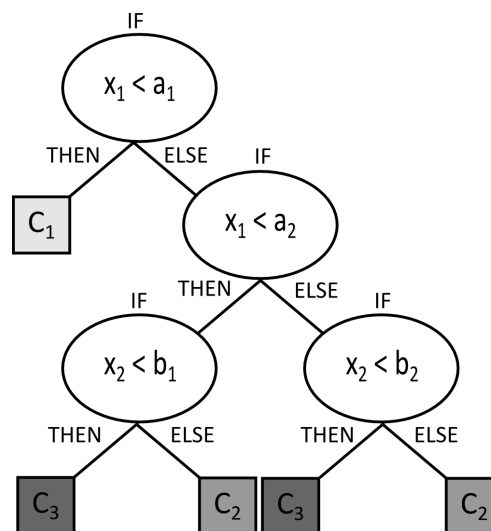 IF
x₁ < a₁
THEN ELSE
IF
C₁
x₁ < a₂
THEN ELSE
IF IF
x₂ < b₁ x₂ < b₂
THEN ELSE THEN ELSE
C₃ C₂ C₃ C₂